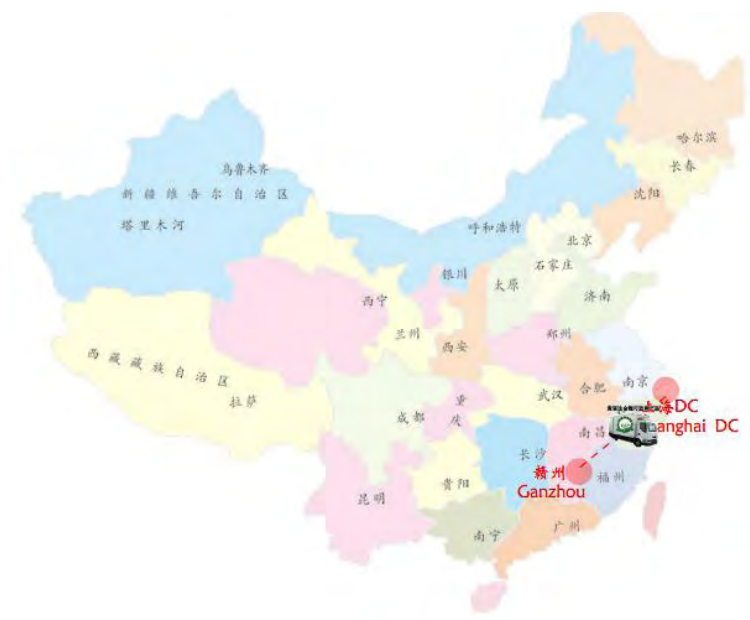 哈尔滨
长春
乌鲁木齐
沈阳
新疆维吾尔自治区
塔里木河
呼和浩特
北京
石家庄
银川
太原
济南
西宁
兰州
郑州
西安
西藏藏族自治区
拉萨
合肥
南京
武汉
重庆
成都
上海DC
Shanghai DC
南昌
长沙
赣州
Ganzhou
福州
贵阳
昆明
广州
南宁